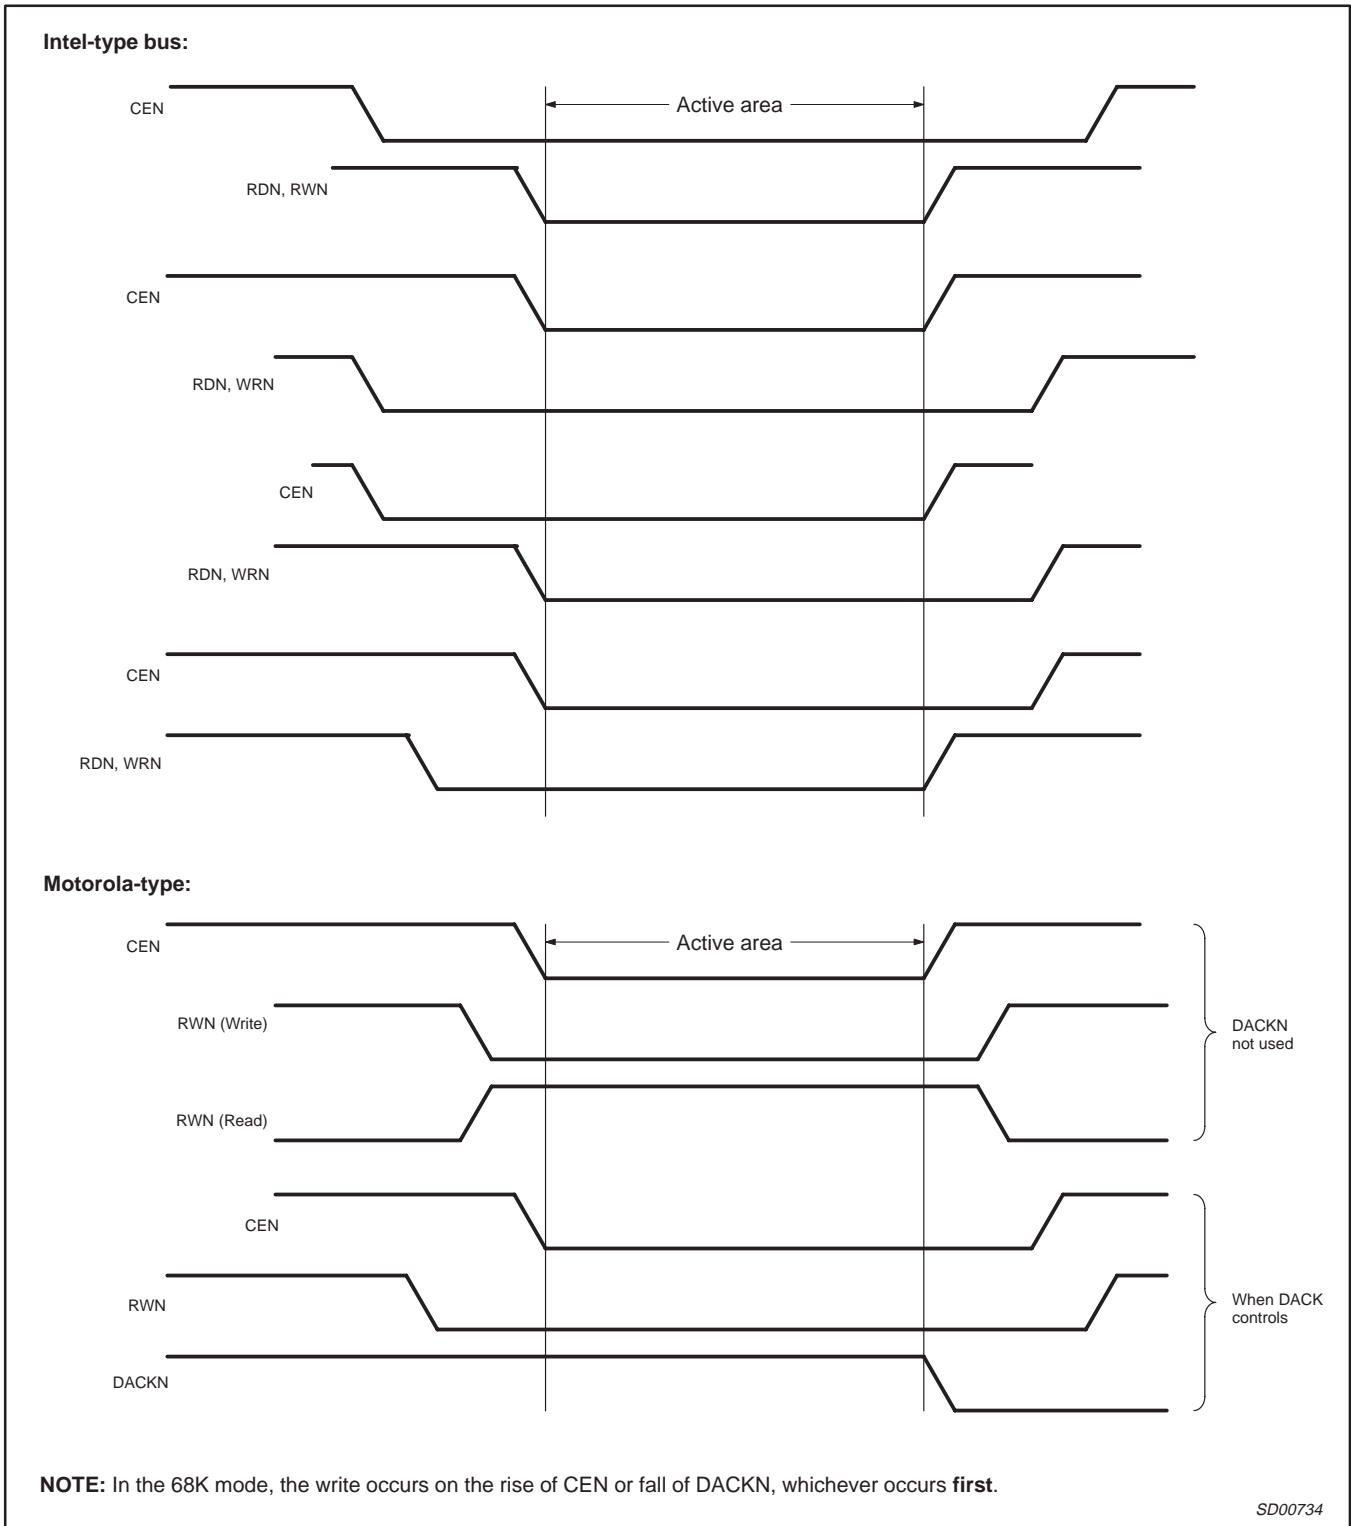 Intel-type bus:
CEN
Active area
RDN, RWN
CEN
RDN, WRN
CEN
RDN, WRN
CEN
RDN, WRN
Motorola-type:
CEN
Active area
RWN (Write)
DACKN
not used
RWN (Read)
CEN
RWN
When DACK
controls
DACKN
NOTE: In the 68K mode, the write occurs on the rise of CEN or fall of DACKN, whichever occurs first.
SD00734